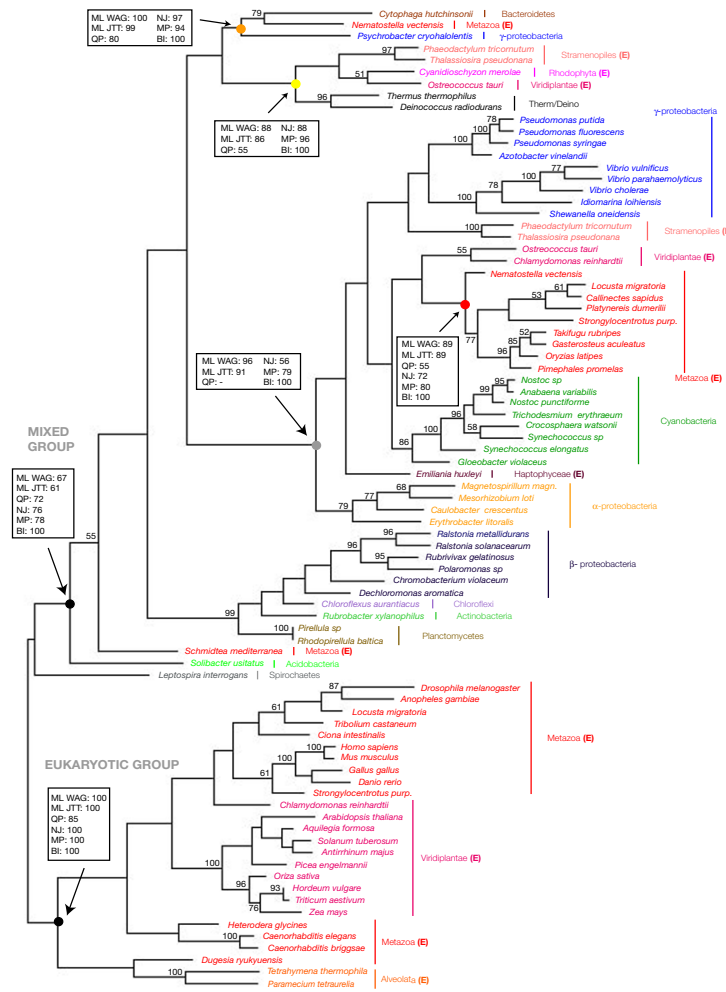 79
Cytophaga hutchinsonii
Bacteroidetes
ML WAG: 100 NJ: 97
ML JTT: 99 MP: 94
QP: 80 BI: 100
Nematostella vectensis
Metazoa (E)
Psychrobacter cryohalolentis
γ-proteobacteria
97
Phaeodactylum tricornutum
Stramenopiles (E)
Thalassiosira pseudonana
51
Cyanidioschyzon merolae
Rhodophyta (E)
Ostreococcus tauri
Viridiplantae (E)
96
Thermus thermophilus
Therm/Deino
Deinococcus radiodurans
ML WAG: 88 NJ: 88
ML JTT: 86 MP: 96
QP: 55 BI: 100
γ-proteobacteria
78
Pseudomonas putida
100
Pseudomonas fluorescens
Pseudomonas syringae
Azotobacter vinelandii
77
Vibrio vulnificus
Vibrio parahaemolyticus
78
Vibrio cholerae
100
Idiomarina loihiensis
Shewanella oneidensis
100
Phaeodactylum tricornutum
Stramenopiles (
Thalassiosira pseudonana
55
Ostreococcus tauri
Viridiplantae (E)
Chlamydomonas reinhardtii
Nematostella vectensis
61
Locusta migratoria
53
Callinectes sapidus
Platynereis dumerilii
Strongylocentrotus purp.
77
52
Takifugu rubripes
85
Gasterosteus aculeatus
96
Oryzias latipes
Pimephales promelas
Metazoa (E)
ML WAG: 89
ML JTT: 89
QP: 55
NJ: 72
MP: 80
BI: 100
ML WAG: 96 NJ: 56
ML JTT: 91 MP: 79
QP: - BI: 100
95
Nostoc sp
99
Anabaena variabilis
Nostoc punctiforme
96
Trichodesmium erythraeum
Cyanobacteria
100
58
Crocosphaera watsonii
Synechococcus sp
86
Synechococcus elongatus
Gloeobacter violaceus
Emiliania huxleyi
Haptophyceae (E)
68
Magnetospirillum magn.
77
Mesorhizobium loti
α-proteobacteria
79
Caulobacter crescentus
Erythrobacter litoralis
MIXED
GROUP
ML WAG: 67
ML JTT: 61
QP: 72
NJ: 76
MP: 78
BI: 100
55
96
Ralstonia metallidurans
96
Ralstonia solanacearum
95
Rubrivivax gelatinosus
β- proteobacteria
Polaromonas sp
Chromobacterium violaceum
Dechloromonas aromatica
99
Chloroflexus aurantiacus
Chloroflexi
Rubrobacter xylanophilus
Actinobacteria
100
Pirellula sp
Planctomycetes
Rhodopirellula baltica
Schmidtea mediterranea
Metazoa (E)
Solibacter usitatus
Acidobacteria
Leptospira interrogans
Spirochaetes
87
Drosophila melanogaster
Anopheles gambiae
61
Locusta migratoria
Tribolium castaneum
Ciona intestinalis
Metazoa (E)
100
Homo sapiens
100
Mus musculus
61
Gallus gallus
Danio rerio
Strongylocentrotus purp.
EUKARYOTIC GROUP
ML WAG: 100
ML JTT: 100
QP: 85
NJ: 100
MP: 100
BI: 100
Chlamydomonas reinhardtii
Arabidopsis thaliana
Aquilegia formosa
Solanum tuberosum
Antirrhinum majus
100
Picea engelmannii
Viridiplantae (E)
Oriza sativa
96
93
Hordeum vulgare
Triticum aestivum
76
Zea mays
Heterodera glycines
100
Caenorhabditis elegans
Metazoa (E)
Caenorhabditis briggsae
Dugesia ryukyuensis
100
Tetrahymena thermophila
Alveolata (E)
Paramecium tetraurelia